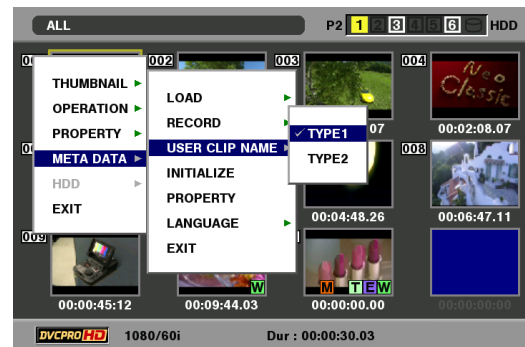 ALL P2 1 2 3 4 5 6 HDD
002 003 004
Neo Classic
THUMBNAIL
OPERATION
PROPERTY
META DATA
HDD
EXIT
LOAD
RECORD
USER CLIP NAME
INITIALIZE
PROPERTY
LANGUAGE
EXIT
TYPE1
TYPE2
07 00:02:08.07
008
00:04:48.26 00:06:47.11
009
W M T E W
00:00:45:12 00:09:44.03 00:00:00.00 00:00:00:00
DVCPRO HD 1080/60i Dur : 00:00:30.03